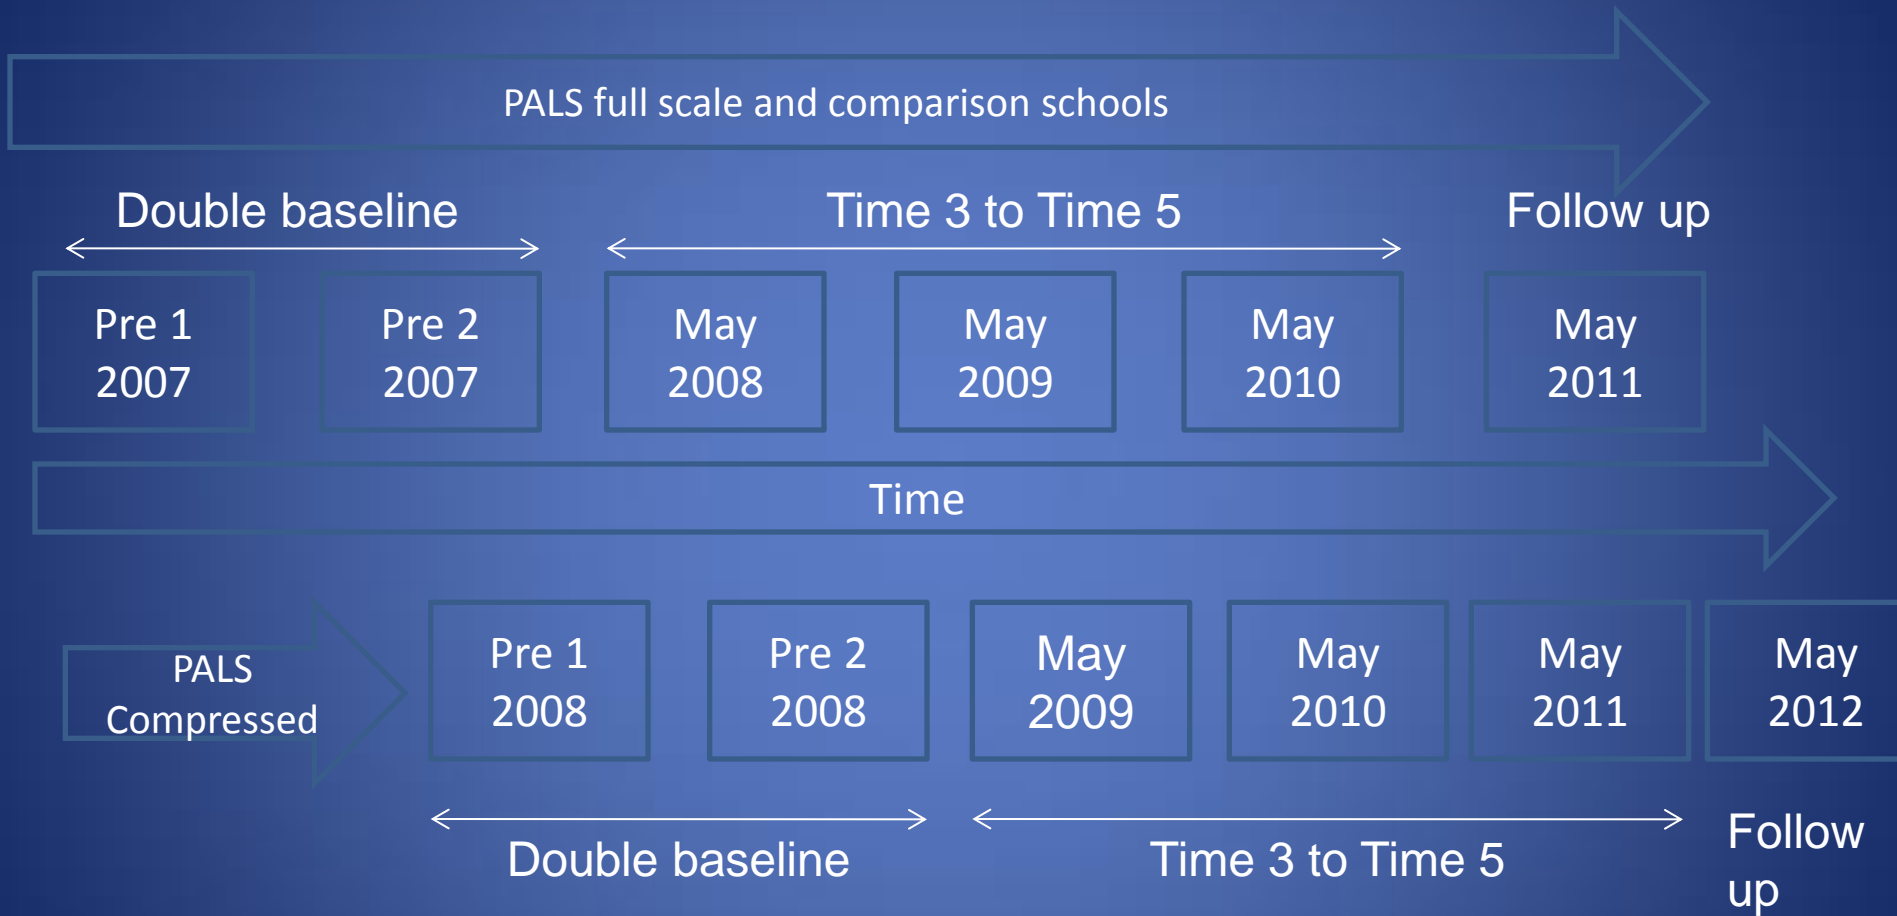 PALS full scale and comparison schools
Double baseline
Time 3 to Time 5
Follow up
Pre 1
2007
Pre 2
2007
May
2008
May
2009
May
2010
May
2011
Time
PALS
Compressed
Pre 1
2008
Pre 2
2008
May
2009
May
2010
May
2011
May
2012
Double baseline
Time 3 to Time 5
Follow
up